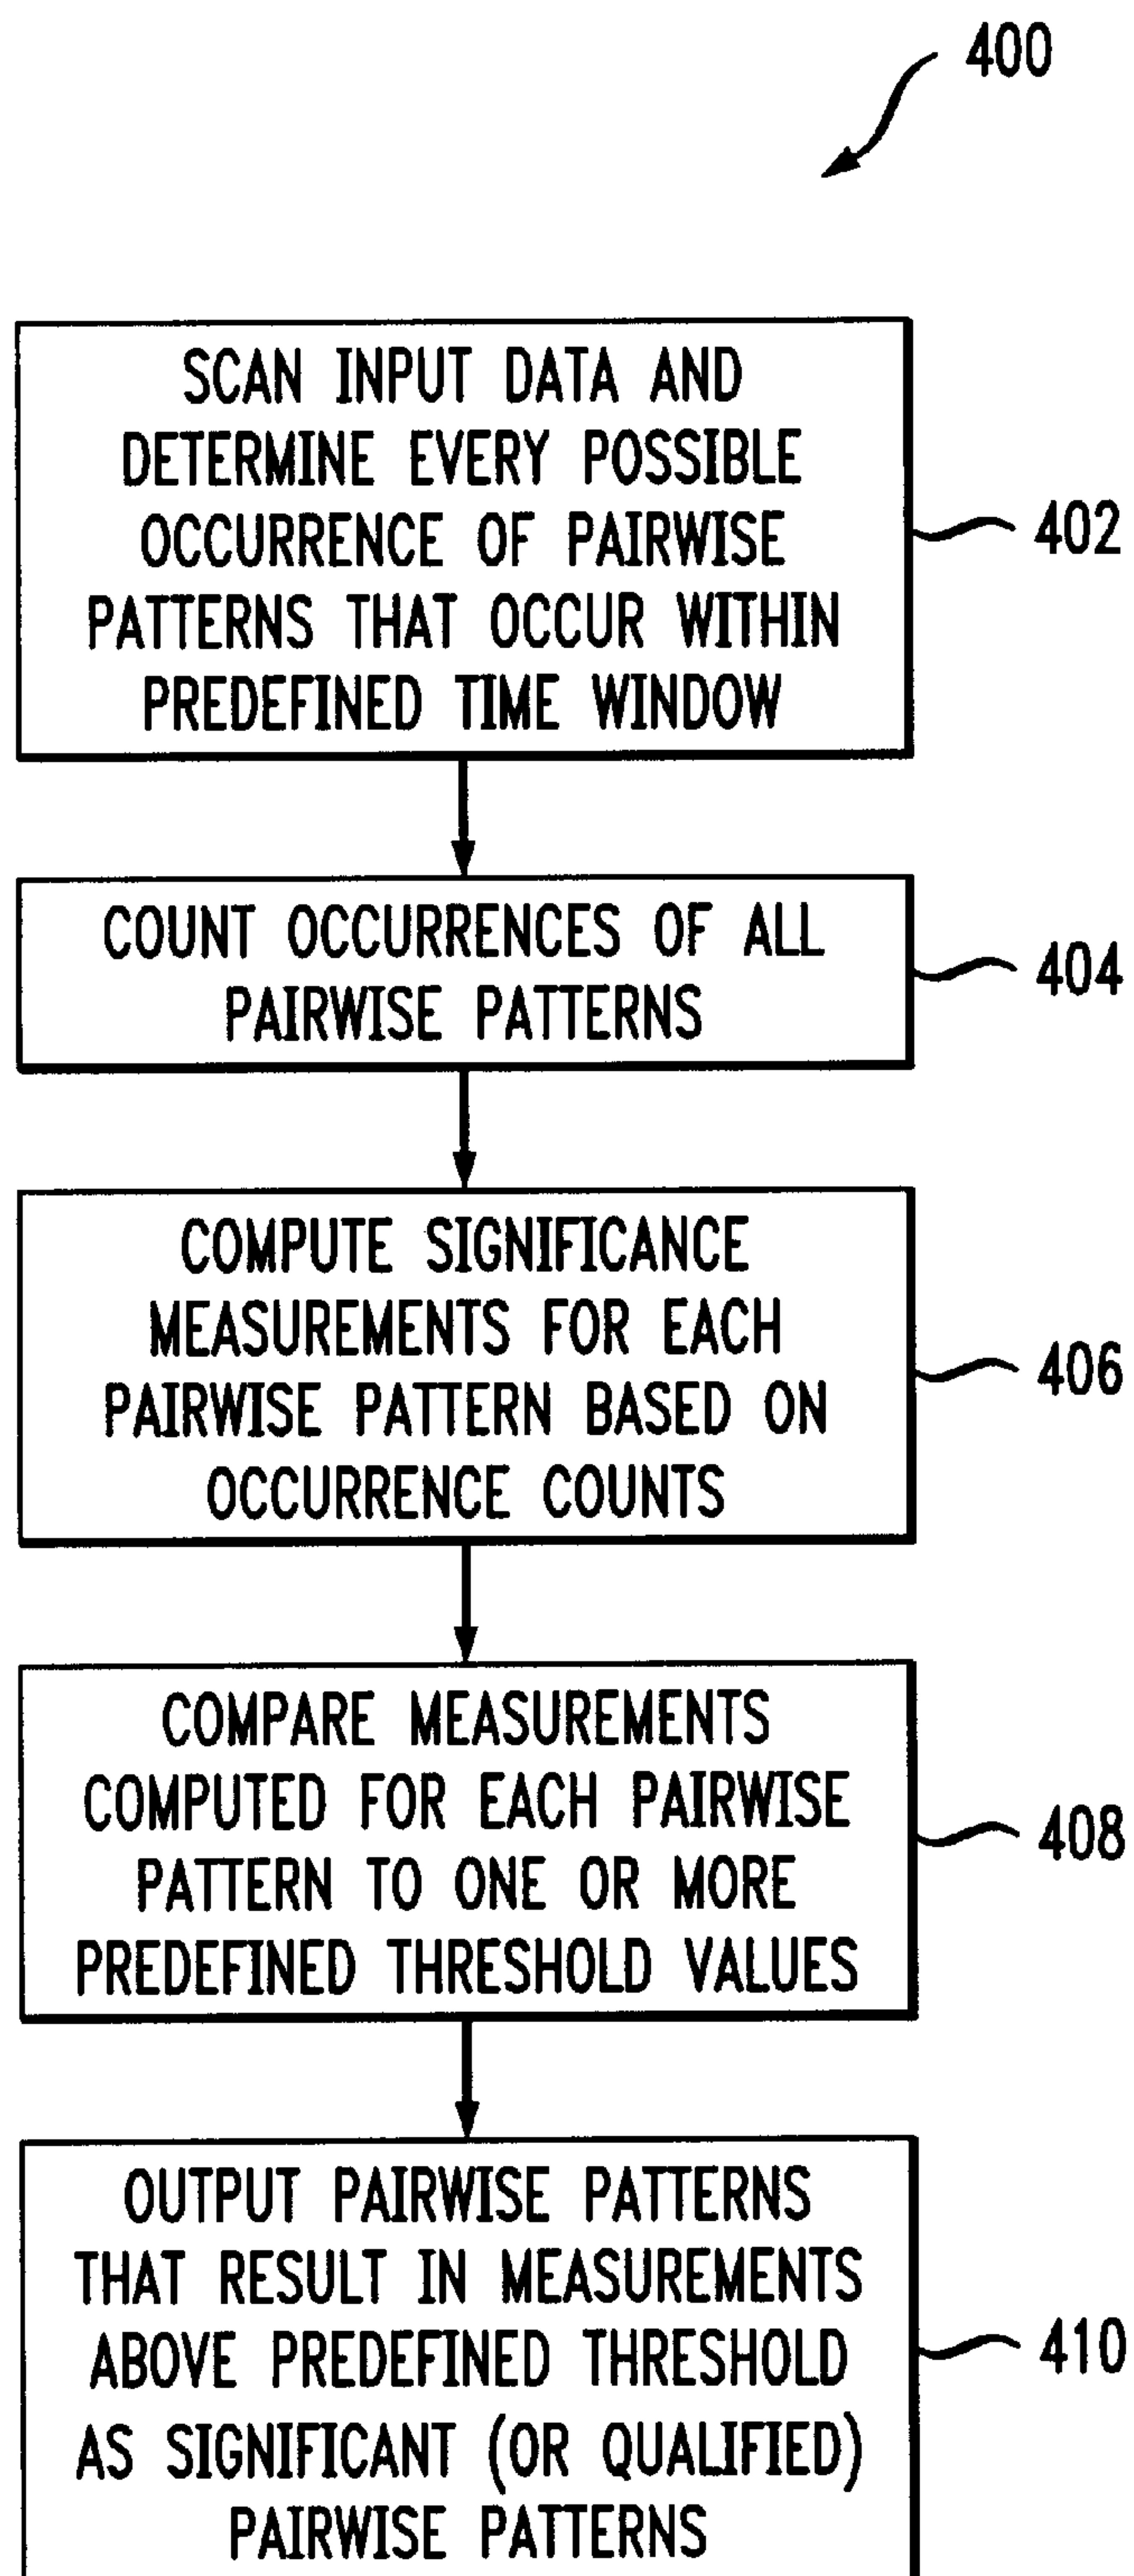 400
SCAN INPUT DATA AND
DETERMINE EVERY POSSIBLE
OCCURRENCE OF PAIRWISE
PATTERNS THAT OCCUR WITHIN
PREDEFINED TIME WINDOW
402
COUNT OCCURRENCES OF ALL
PAIRWISE PATTERNS
404
COMPUTE SIGNIFICANCE
MEASUREMENTS FOR EACH
PAIRWISE PATTERN BASED ON
OCCURRENCE COUNTS
406
COMPARE MEASUREMENTS
COMPUTED FOR EACH PAIRWISE
PATTERN TO ONE OR MORE
PREDEFINED THRESHOLD VALUES
408
OUTPUT PAIRWISE PATTERNS
THAT RESULT IN MEASUREMENTS
ABOVE PREDEFINED THRESHOLD
AS SIGNIFICANT (OR QUALIFIED)
PAIRWISE PATTERNS
410